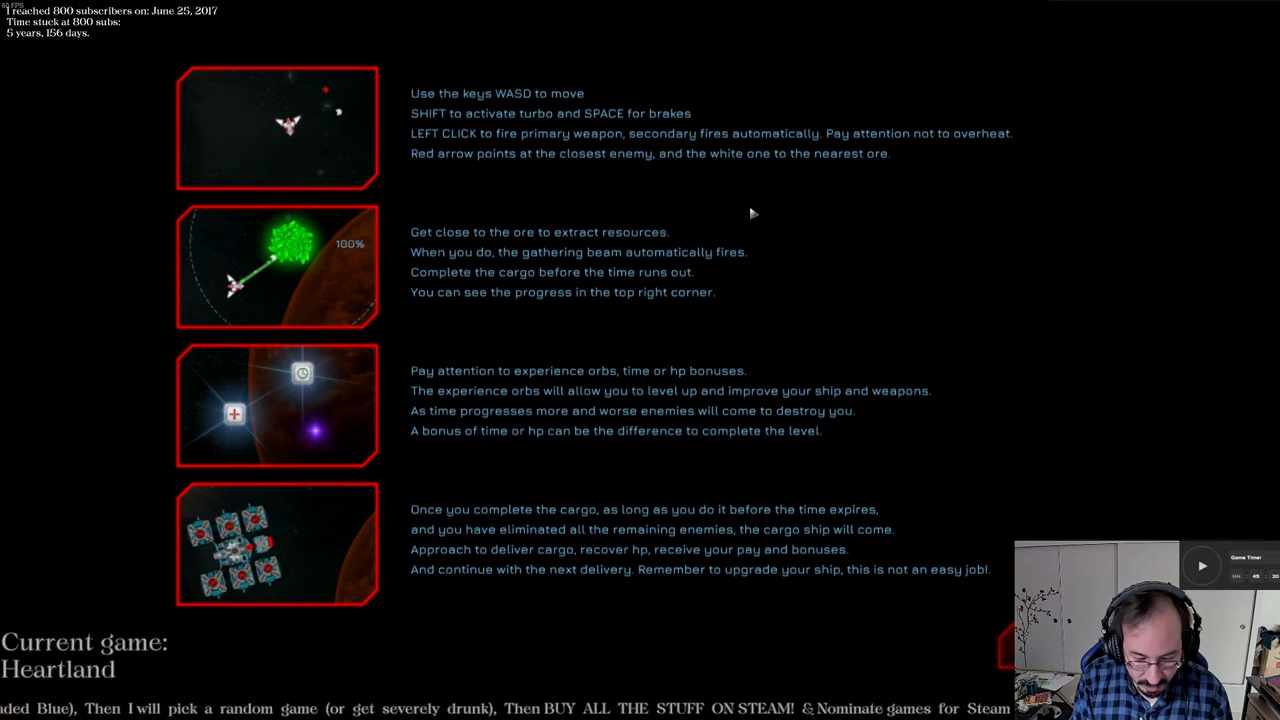 60 FPS
I reached 800 subscribers on: June 25, 2017
Time stuck at 800 subs:
5 years, 156 days.
Use the keys WASD to move
SHIFT to activate turbo and SPACE for brakes
LEFT CLICK to fire primary weapon, secondary fires automatically. Pay attention not to overheat.
Red arrow points at the closest enemy, and the white one to the nearest ore.
100%
Get close to the ore to extract resources.
When you do, the gathering beam automatically fires.
Complete the cargo before the time runs out.
You can see the progress in the top right corner.
Pay attention to experience orbs, time or hp bonuses.
The experience orbs will allow you to level up and improve your ship and weapons.
As time progresses more and worse enemies will come to destroy you.
A bonus of time or hp can be the difference to complete the level.
Once you complete the cargo, as long as you do it before the time expires,
and you have eliminated all the remaining enemies, the cargo ship will come.
Approach to deliver cargo, recover hp, receive your pay and bonuses.
And continue with the next delivery. Remember to upgrade your ship, this is not an easy job!.
Game Timer
HH : 45 : 20
Current game:
Heartland
aded Blue), Then I will pick a random game (or get severely drunk), Then BUY ALL THE STUFF ON STEAM! & Nominate games for Steam